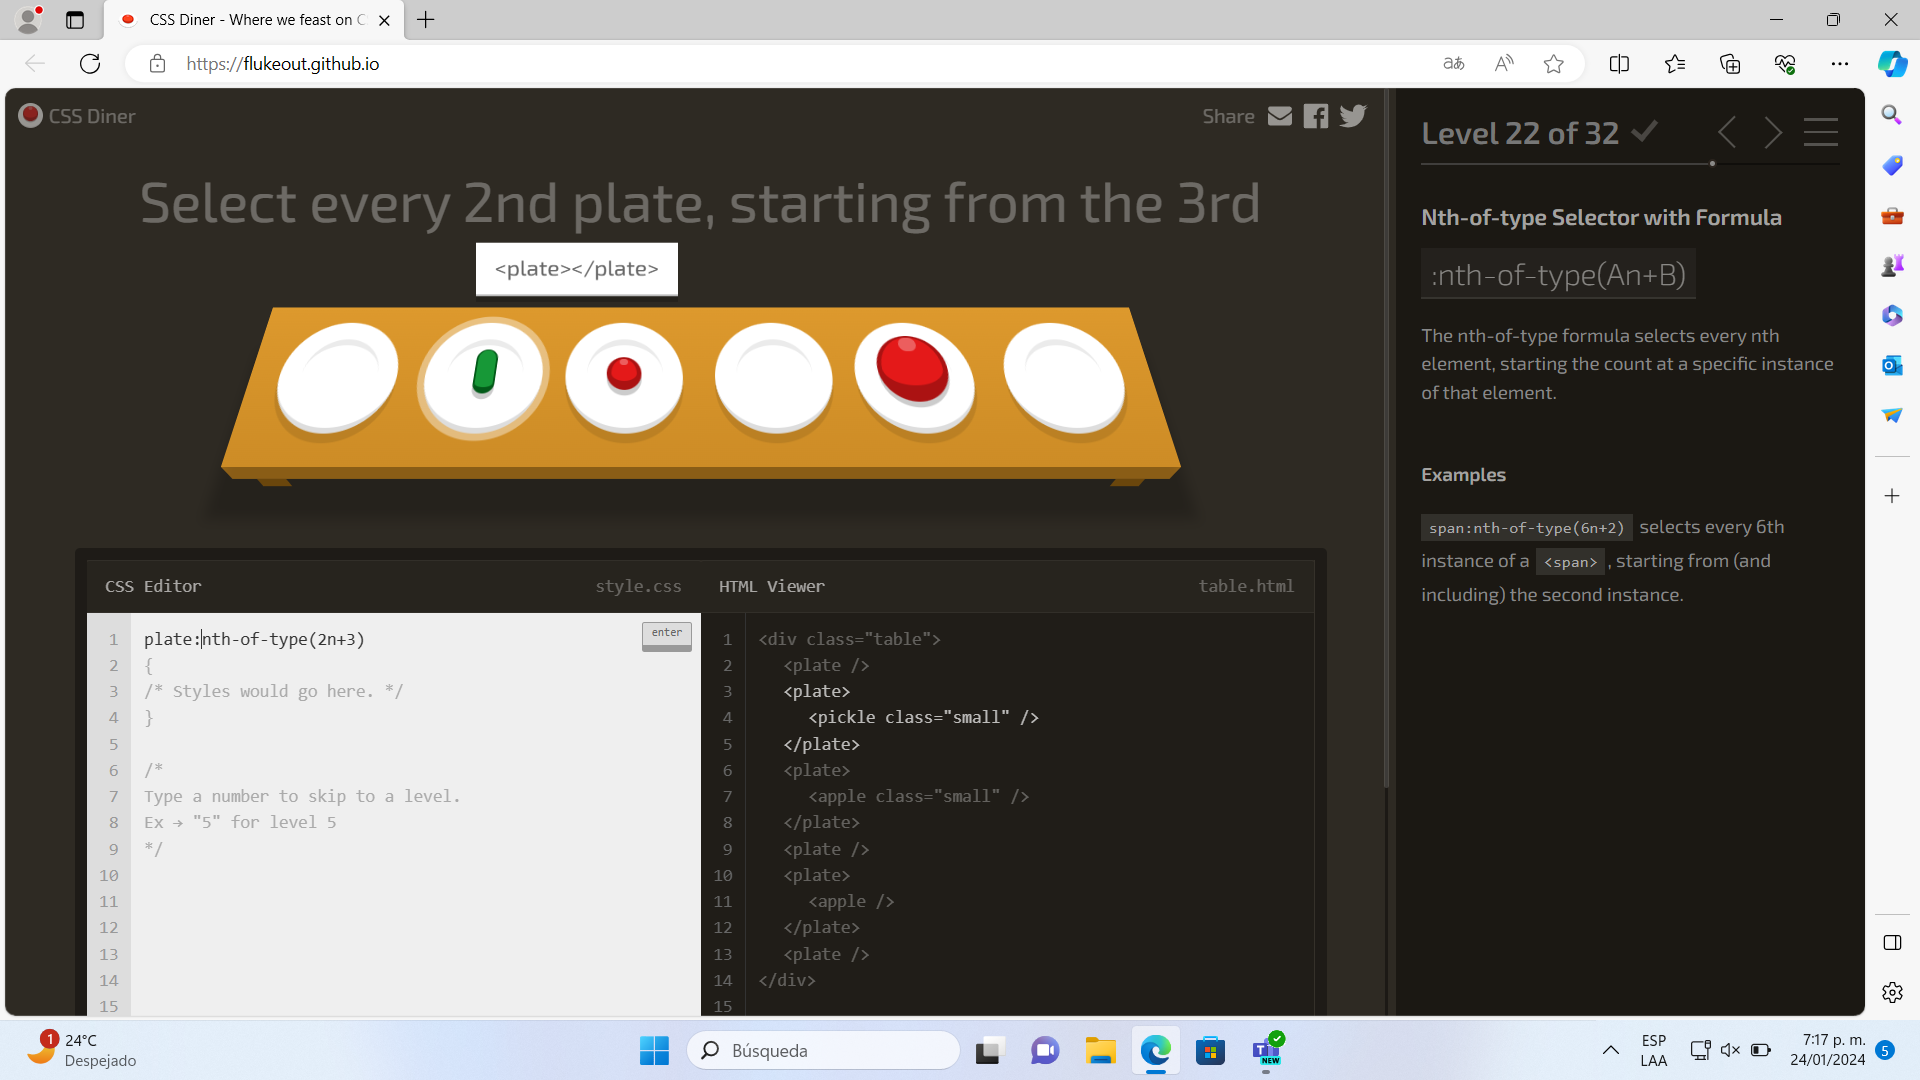 CSS Diner - Where we feast on C
https://flukeout.github.io
CSS Diner
Share
Select every 2nd plate, starting from the 3rd
<plate></plate>
CSS Editor
style.css
HTML Viewer
table.html
enter
1 plate:nth-of-type(2n+3)
2 {
3 /* Styles would go here. */
4 }
5
6 /*
7 Type a number to skip to a level.
8 Ex → "5" for level 5
9 */
10
11
12
13
14
15
1 <div class="table">
2 <plate />
3 <plate>
4 <pickle class="small" />
5 </plate>
6 <plate>
7 <apple class="small" />
8 </plate>
9 <plate />
10 <plate>
11 <apple />
12 </plate>
13 <plate />
14 </div>
15
Level 22 of 32
Nth-of-type Selector with Formula
:nth-of-type(An+B)
The nth-of-type formula selects every nth
element, starting the count at a specific instance
of that element.
Examples
span:nth-of-type(6n+2) selects every 6th
instance of a <span> , starting from (and
including) the second instance.
1
24°C
Despejado
Búsqueda
NEW
ESP
LAA
7:17 p. m.
24/01/2024
5